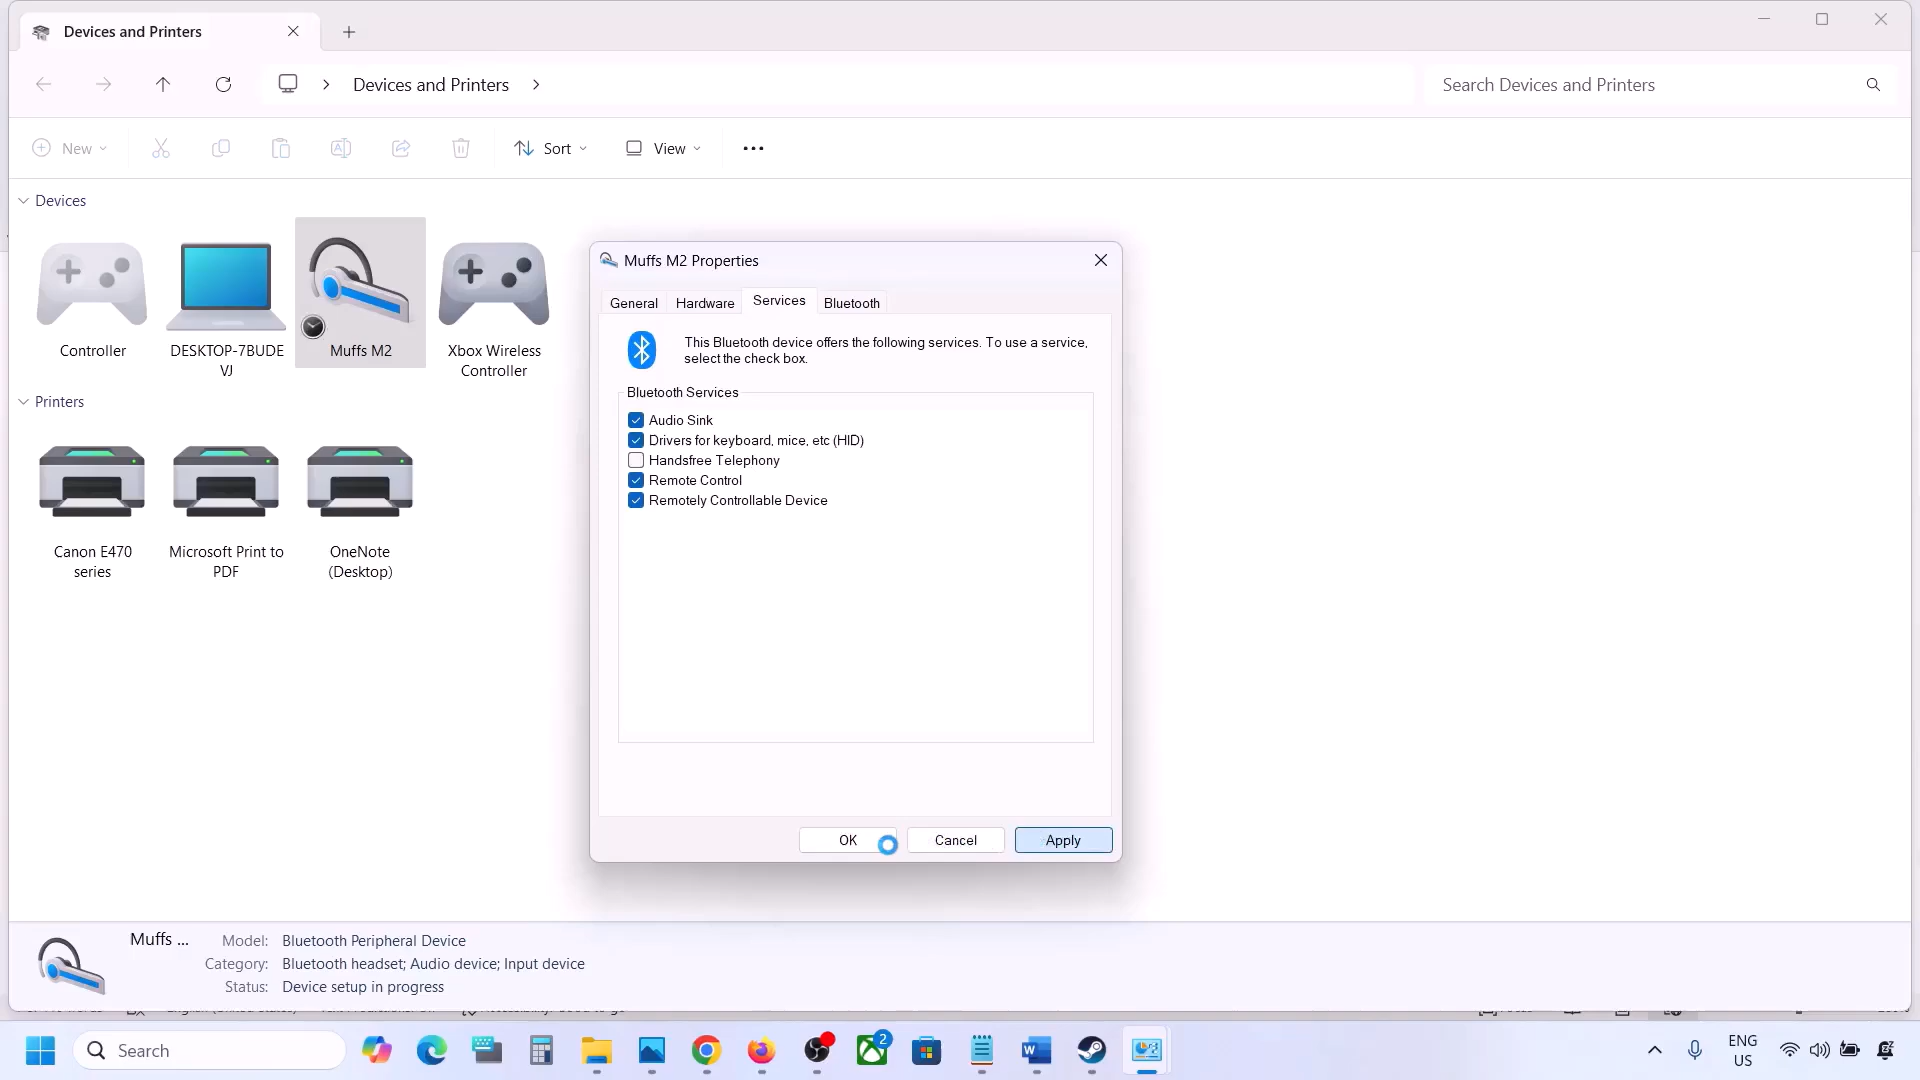 Devices and Printers
Devices and Printers
Search Devices and Printers
New
Sort
View
Devices
Controller
DESKTOP-7BUDE
VJ
Muffs M2
Xbox Wireless
Controller
Printers
Canon E470
series
Microsoft Print to
PDF
OneNote
(Desktop)
Muffs M2 Properties
General
Hardware
Services
Bluetooth
This Bluetooth device offers the following services. To use a service,
select the check box.
Bluetooth Services
Audio Sink
Drivers for keyboard, mice, etc (HID)
Handsfree Telephony
Remote Control
Remotely Controllable Device
OK
Cancel
Apply
Muffs ...
Model: Bluetooth Peripheral Device
Category: Bluetooth headset; Audio device; Input device
Status: Device setup in progress
Search
2
ENG
US